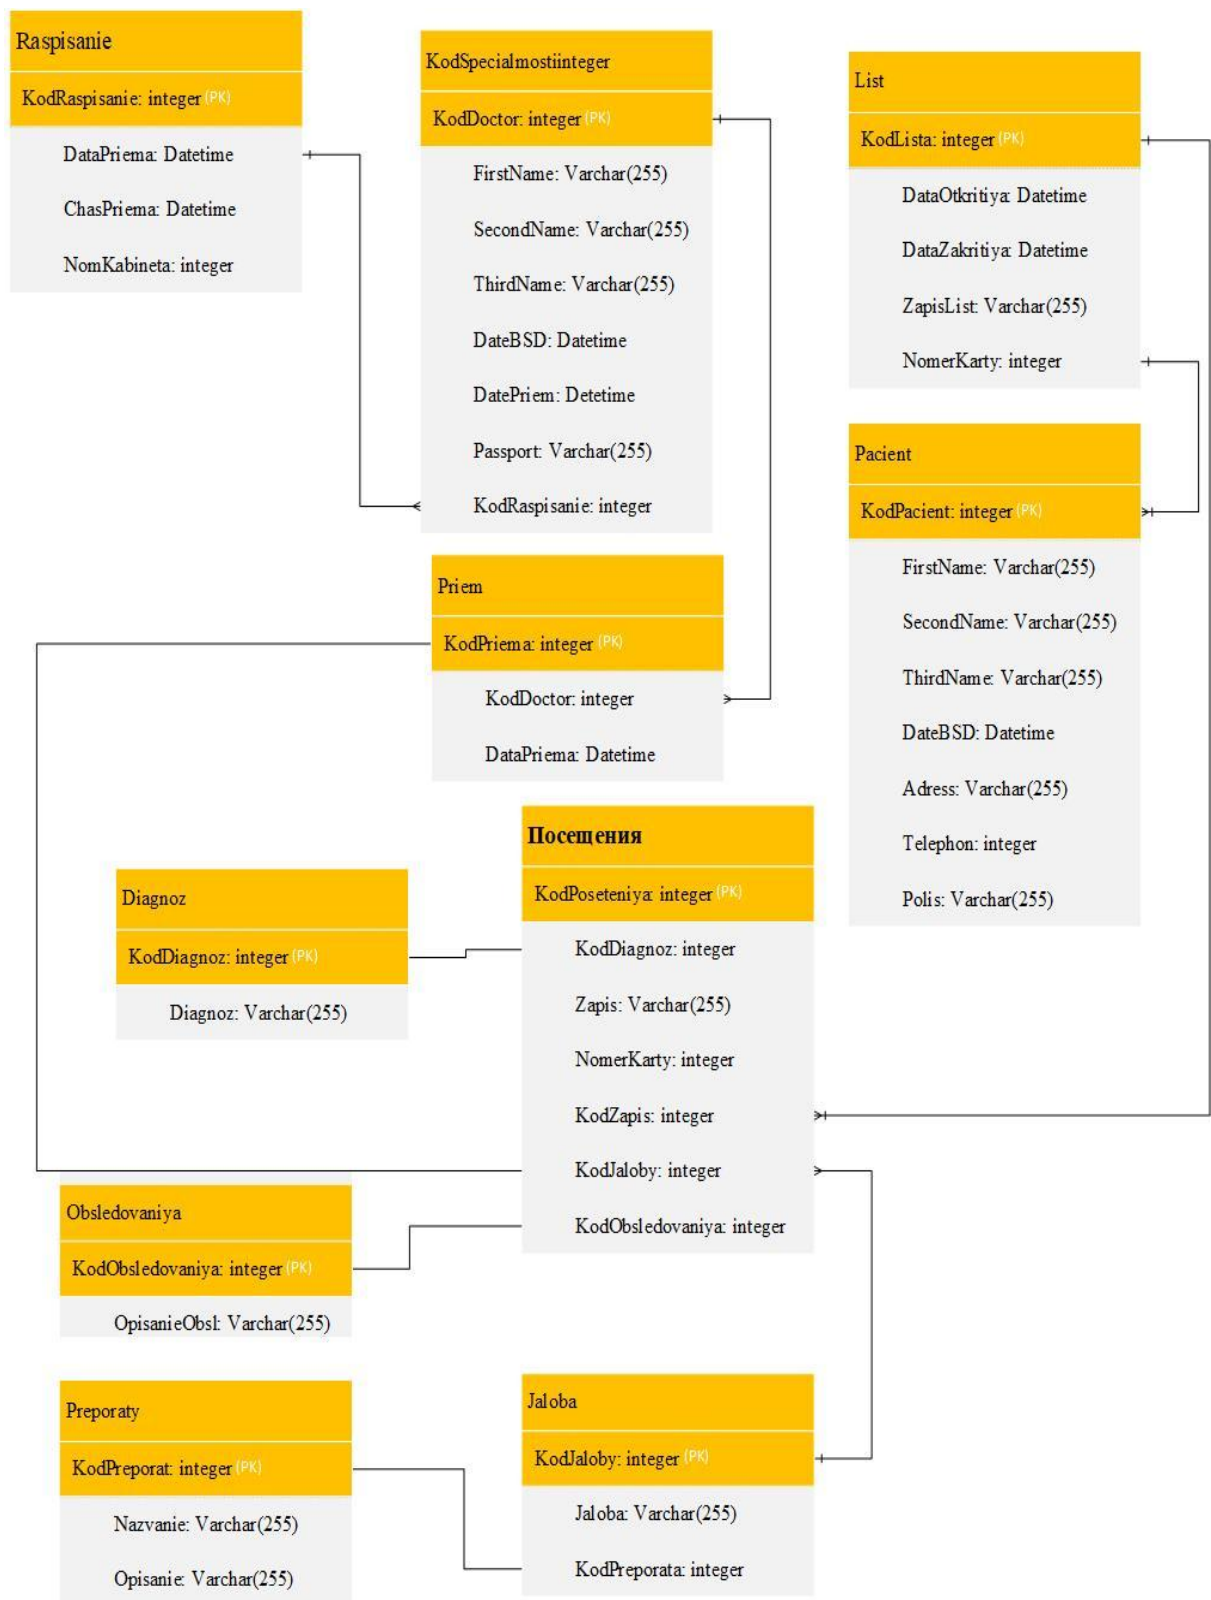 Raspisanie
KodRaspisanie: integer (PK)
DataPriema: Datetime
ChasPriema: Datetime
NomKabineta: integer
KodSpecialmostiinteger
KodDoctor: integer (PK)
FirstName: Varchar(255)
SecondName: Varchar(255)
ThirdName: Varchar(255)
DateBSD: Datetime
DatePriem: Detetime
Passport: Varchar(255)
KodRaspisanie: integer
List
KodLista: integer (PK)
DataOtkritiya: Datetime
DataZakritiya: Datetime
ZapisList: Varchar(255)
NomerKarty: integer
Pacient
KodPacient: integer (PK)
FirstName: Varchar(255)
SecondName: Varchar(255)
ThirdName: Varchar(255)
DateBSD: Datetime
Adress: Varchar(255)
Telephon: integer
Polis: Varchar(255)
Priem
KodPriema: integer (PK)
KodDoctor: integer
DataPriema: Datetime
Посещения
KodPoseteniya: integer (PK)
KodDiagnoz: integer
Zapis: Varchar(255)
NomerKarty: integer
KodZapis: integer
KodJaloby: integer
KodObsledovaniya: integer
Diagnoz
KodDiagnoz: integer (PK)
Diagnoz: Varchar(255)
Obsledovaniya
KodObsledovaniya: integer (PK)
OpisanieObsl: Varchar(255)
Preporaty
KodPreporat: integer (PK)
Nazvanie: Varchar(255)
Opisanie: Varchar(255)
Jaloba
KodJaloby: integer (PK)
Jaloba: Varchar(255)
KodPreporata: integer